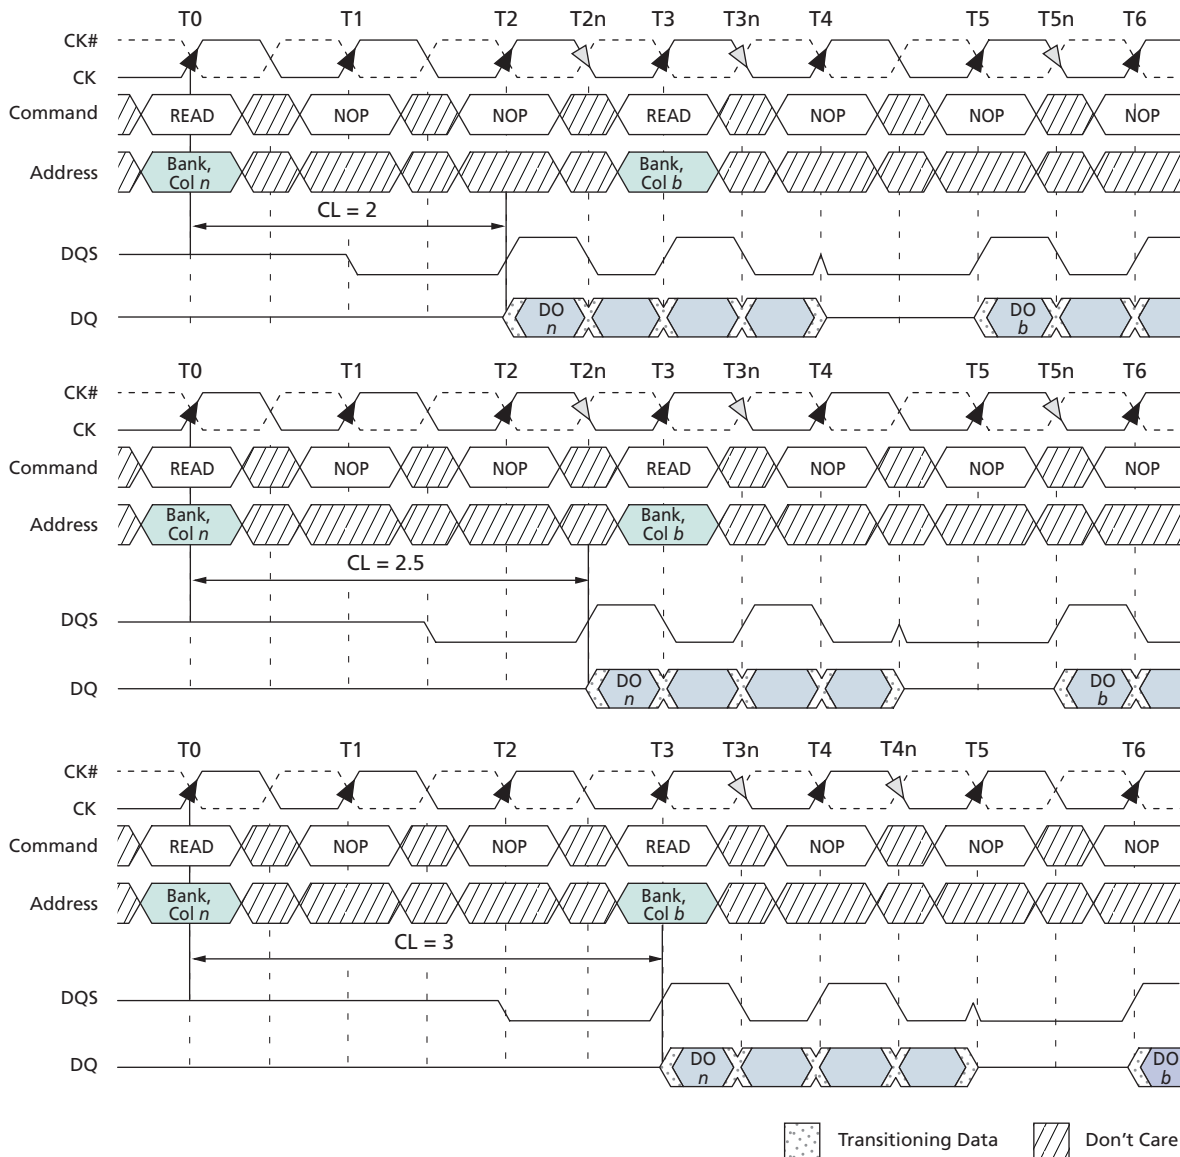 T0 T1 T2 T2n T3 T3n T4 T5 T5n T6
CK#
CK
Command READ NOP NOP READ NOP NOP NOP
Address Bank, Col n Bank, Col b
CL = 2
DQS
DQ DO n DO b
T0 T1 T2 T2n T3 T3n T4 T5 T5n T6
CK#
CK
Command READ NOP NOP READ NOP NOP NOP
Address Bank, Col n Bank, Col b
CL = 2.5
DQS
DQ DO n DO b
T0 T1 T2 T3 T3n T4 T4n T5 T6
CK#
CK
Command READ NOP NOP READ NOP NOP NOP
Address Bank, Col n Bank, Col b
CL = 3
DQS
DQ DO n DO b
Transitioning Data Don't Care